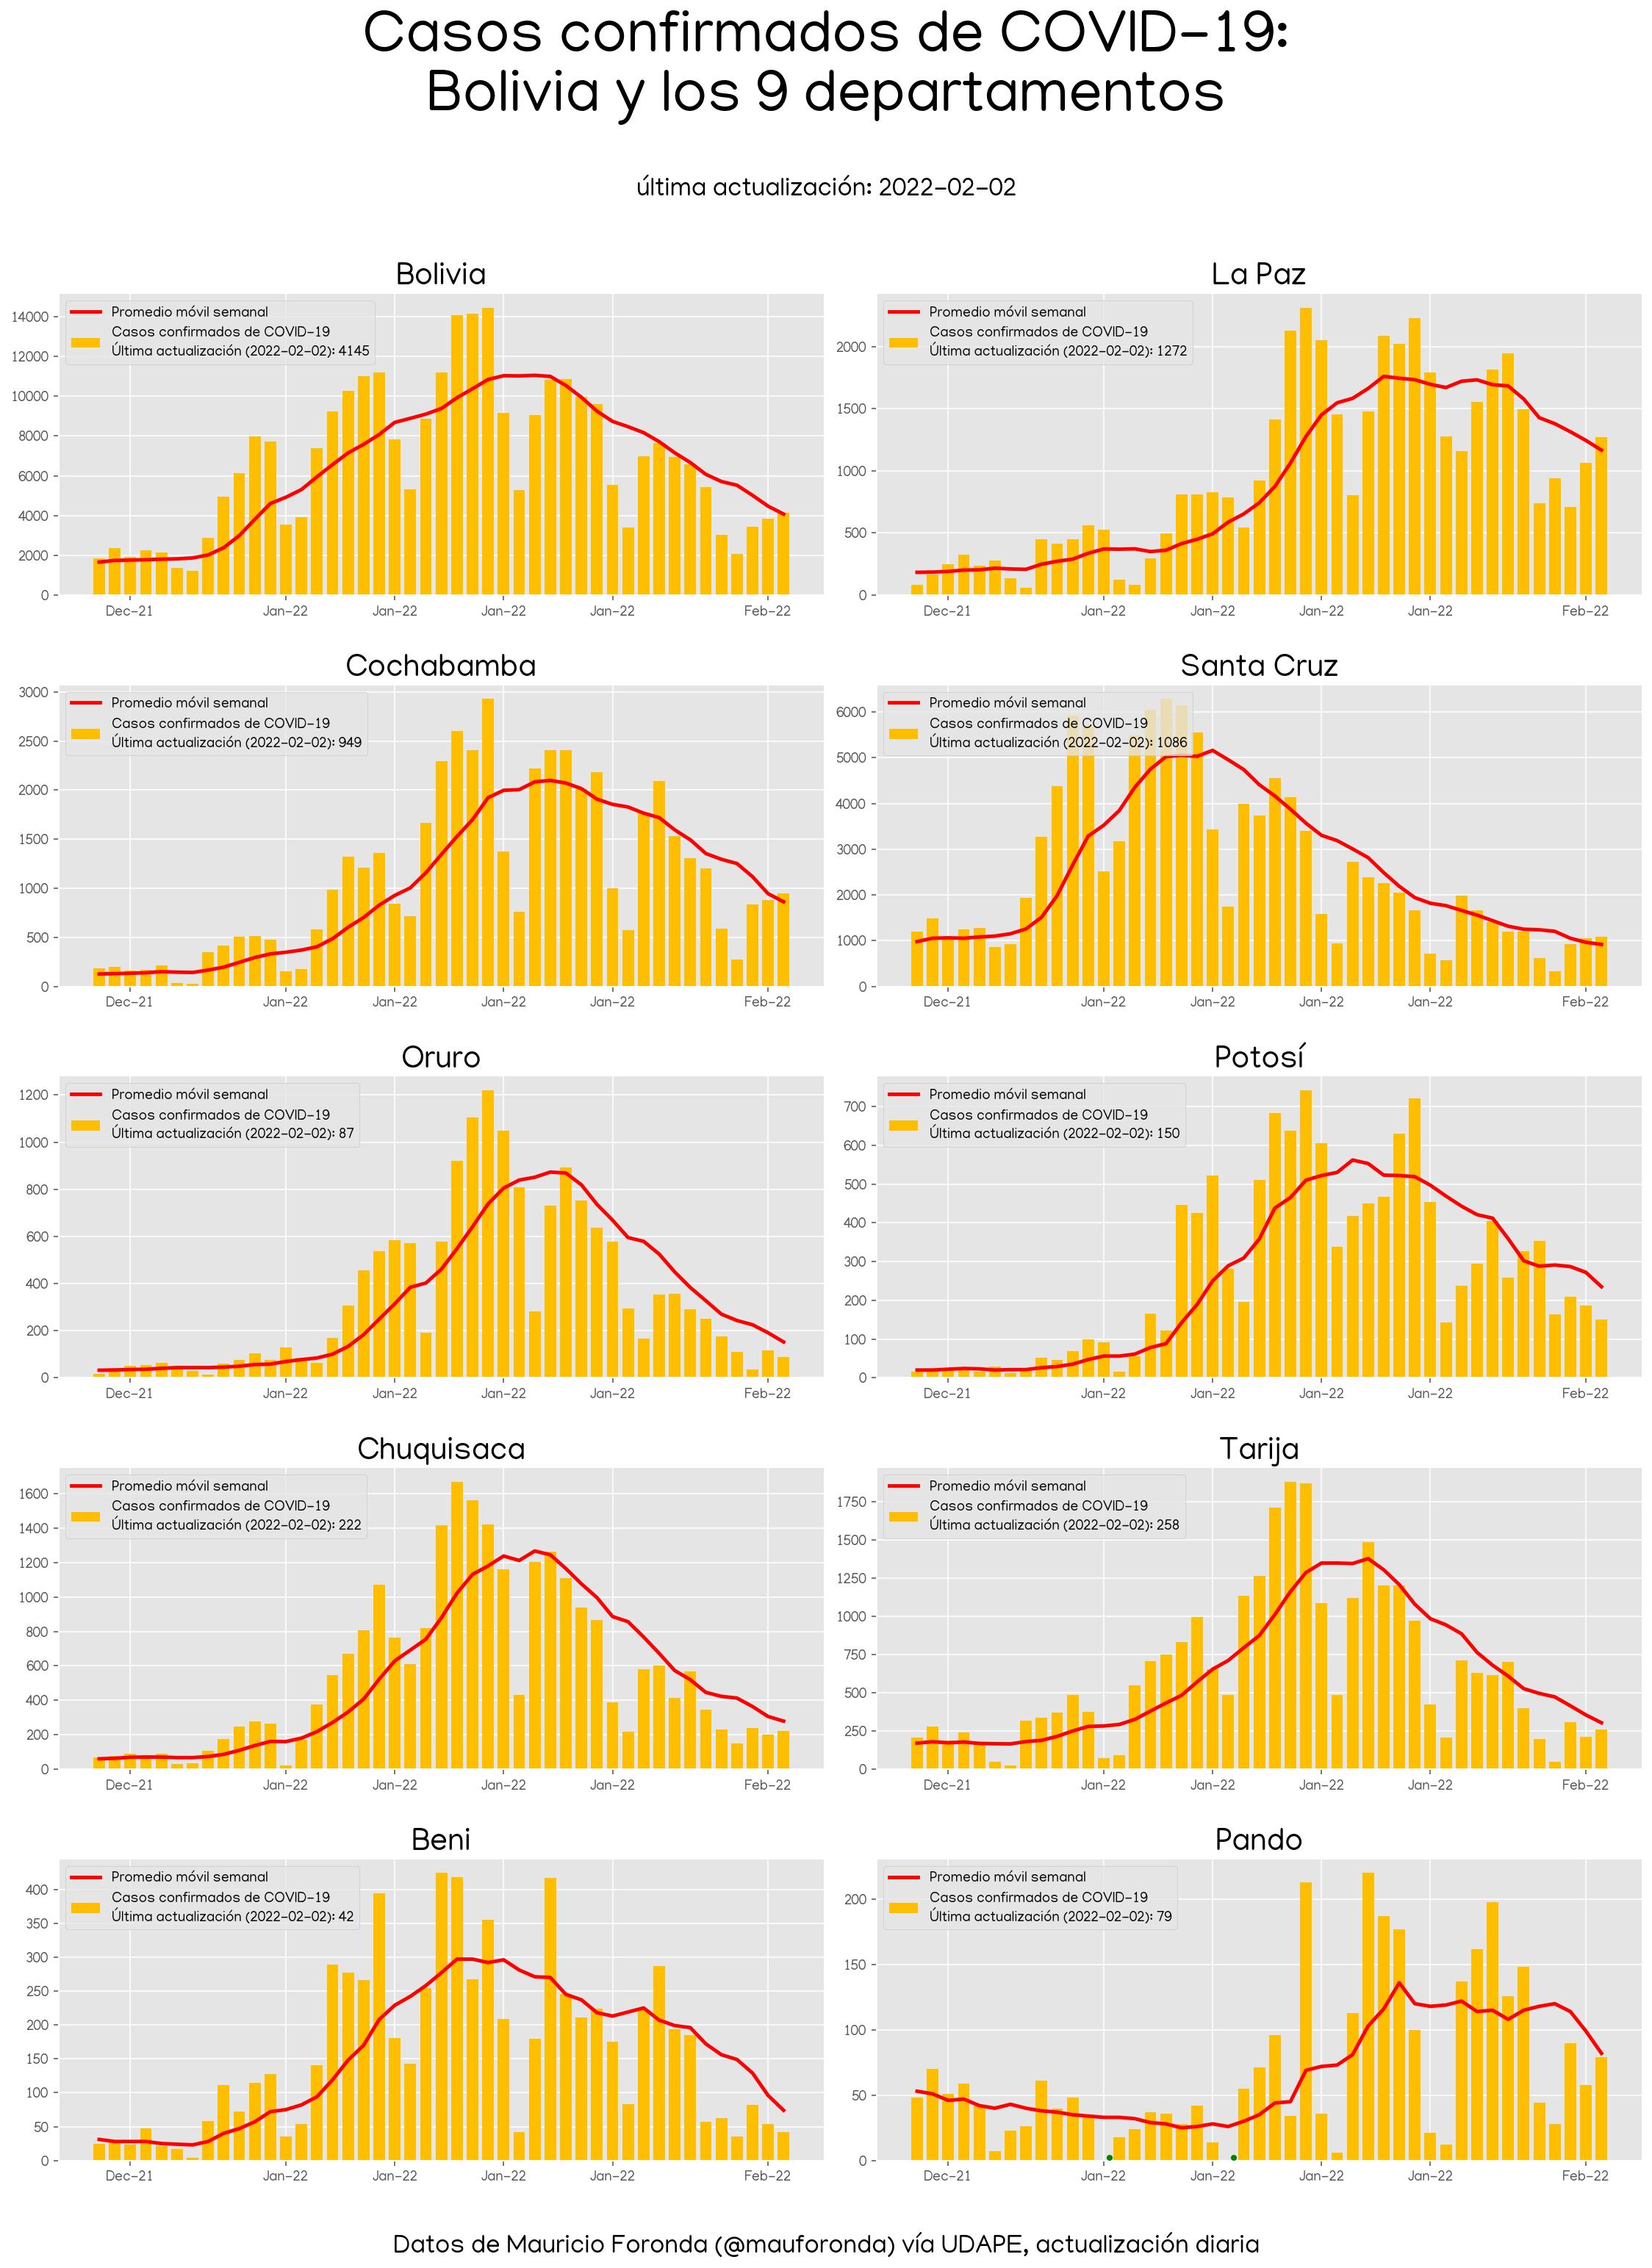 Casos confirmados de COVID-19:
Bolivia y los 9 departamentos
última actualización: 2022-02-02
Bolivia
Promedio móvil semanal
Casos confirmados de COVID-19
Última actualización (2022-02-02): 4145
14000
12000
10000
8000
6000
4000
2000
0
Dec-21 Jan-22 Jan-22 Jan-22 Jan-22 Feb-22
La Paz
Promedio móvil semanal
Casos confirmados de COVID-19
Última actualización (2022-02-02): 1272
2000
1500
1000
500
0
Dec-21 Jan-22 Jan-22 Jan-22 Jan-22 Feb-22
Cochabamba
Promedio móvil semanal
Casos confirmados de COVID-19
Última actualización (2022-02-02): 949
3000
2500
2000
1500
1000
500
0
Dec-21 Jan-22 Jan-22 Jan-22 Jan-22 Feb-22
Santa Cruz
Promedio móvil semanal
Casos confirmados de COVID-19
Última actualización (2022-02-02): 1086
6000
5000
4000
3000
2000
1000
0
Dec-21 Jan-22 Jan-22 Jan-22 Jan-22 Feb-22
Oruro
Promedio móvil semanal
Casos confirmados de COVID-19
Última actualización (2022-02-02): 87
1200
1000
800
600
400
200
0
Dec-21 Jan-22 Jan-22 Jan-22 Jan-22 Feb-22
Potosí
Promedio móvil semanal
Casos confirmados de COVID-19
Última actualización (2022-02-02): 150
700
600
500
400
300
200
100
0
Dec-21 Jan-22 Jan-22 Jan-22 Jan-22 Feb-22
Chuquisaca
Promedio móvil semanal
Casos confirmados de COVID-19
Última actualización (2022-02-02): 222
1600
1400
1200
1000
800
600
400
200
0
Dec-21 Jan-22 Jan-22 Jan-22 Jan-22 Feb-22
Tarija
Promedio móvil semanal
Casos confirmados de COVID-19
Última actualización (2022-02-02): 258
1750
1500
1250
1000
750
500
250
0
Dec-21 Jan-22 Jan-22 Jan-22 Jan-22 Feb-22
Beni
Promedio móvil semanal
Casos confirmados de COVID-19
Última actualización (2022-02-02): 42
400
350
300
250
200
150
100
50
0
Dec-21 Jan-22 Jan-22 Jan-22 Jan-22 Feb-22
Pando
Promedio móvil semanal
Casos confirmados de COVID-19
Última actualización (2022-02-02): 79
200
150
100
50
0
Dec-21 Jan-22 Jan-22 Jan-22 Jan-22 Feb-22
Datos de Mauricio Foronda (@mauforonda) vía UDAPE, actualización diaria